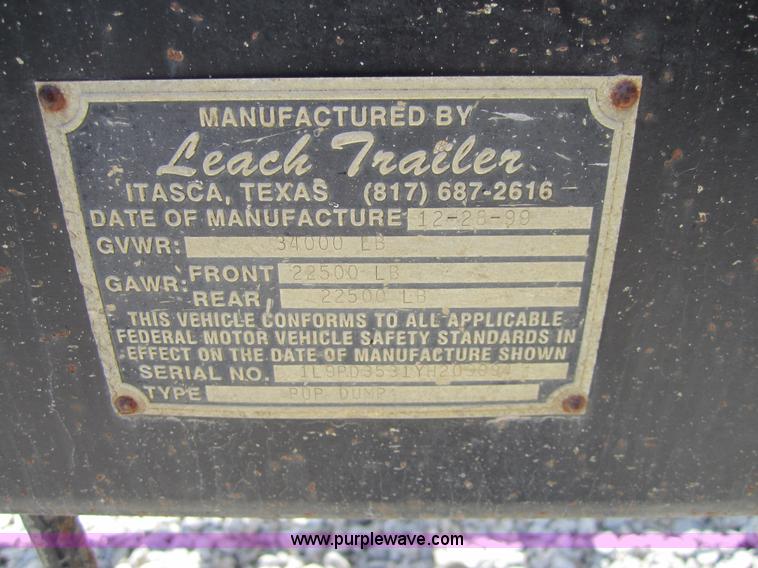 MANUFACTURED BY
Leach Trailer
ITASCA, TEXAS (817) 687-2616
DATE OF MANUFACTURE: 12-28-99
GVWR: 34000 LB
GAWR: FRONT 22500 LB
REAR 22500 LB
THIS VEHICLE CONFORMS TO ALL APPLICABLE
FEDERAL MOTOR VEHICLE SAFETY STANDARDS IN
EFFECT ON THE DATE OF MANUFACTURE SHOWN
SERIAL NO.
TYPE PUP DUMP
www.purplewave.com